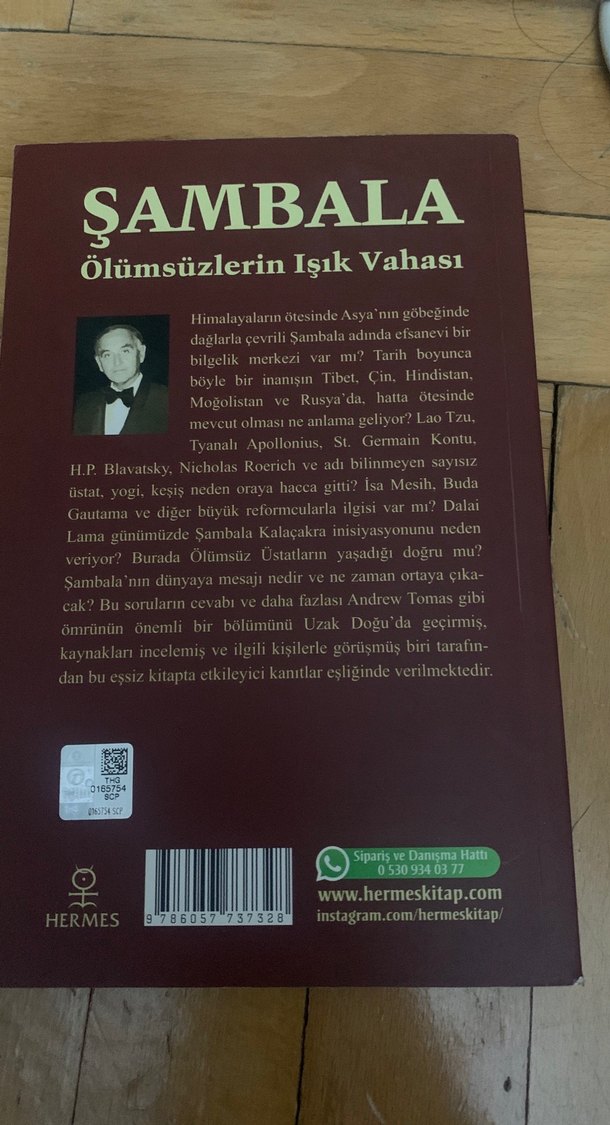 ŞAMBALA
Ölümsüzlerin Işık Vahası
Himalayaların ötesinde Asya'nın göbeğinde
dağlarla çevrili Şambala adında efsanevi bir
bilgelik merkezi var mı? Tarih boyunca
böyle bir inanışın Tibet, Çin, Hindistan,
Moğolistan ve Rusya'da, hatta ötesinde
mevcut olması ne anlama geliyor? Lao Tzu,
Tyanalı Apollonius, St. Germain Kontu,
H.P. Blavatsky, Nicholas Roerich ve adı bilinmeyen sayısız
üstat, yogi, keşiş neden oraya hacca gitti? İsa Mesih, Buda
Gautama ve diğer büyük reformcularla ilgisi var mı? Dalai
Lama günümüzde Şambala Kalaçakra inisiyasyonunu neden
veriyor? Burada Ölümsüz Üstatların yaşadığı doğru mu?
Şambala'nın dünyaya mesajı nedir ve ne zaman ortaya çıka-
cak? Bu soruların cevabı ve daha fazlası Andrew Tomas gibi
ömrünün önemli bir bölümünü Uzak Doğu'da geçirmiş,
kaynakları incelemiş ve ilgili kişilerle görüşmüş biri tarafın-
dan bu eşsiz kitapta etkileyici kanıtlar eşliğinde verilmektedir.
THG
0165754
SCP
0165754 SCP
HERMES
9 786057 737328
Sipariş ve Danışma Hattı
0 530 934 03 77
www.hermeskitap.com
instagram.com/hermeskitap/